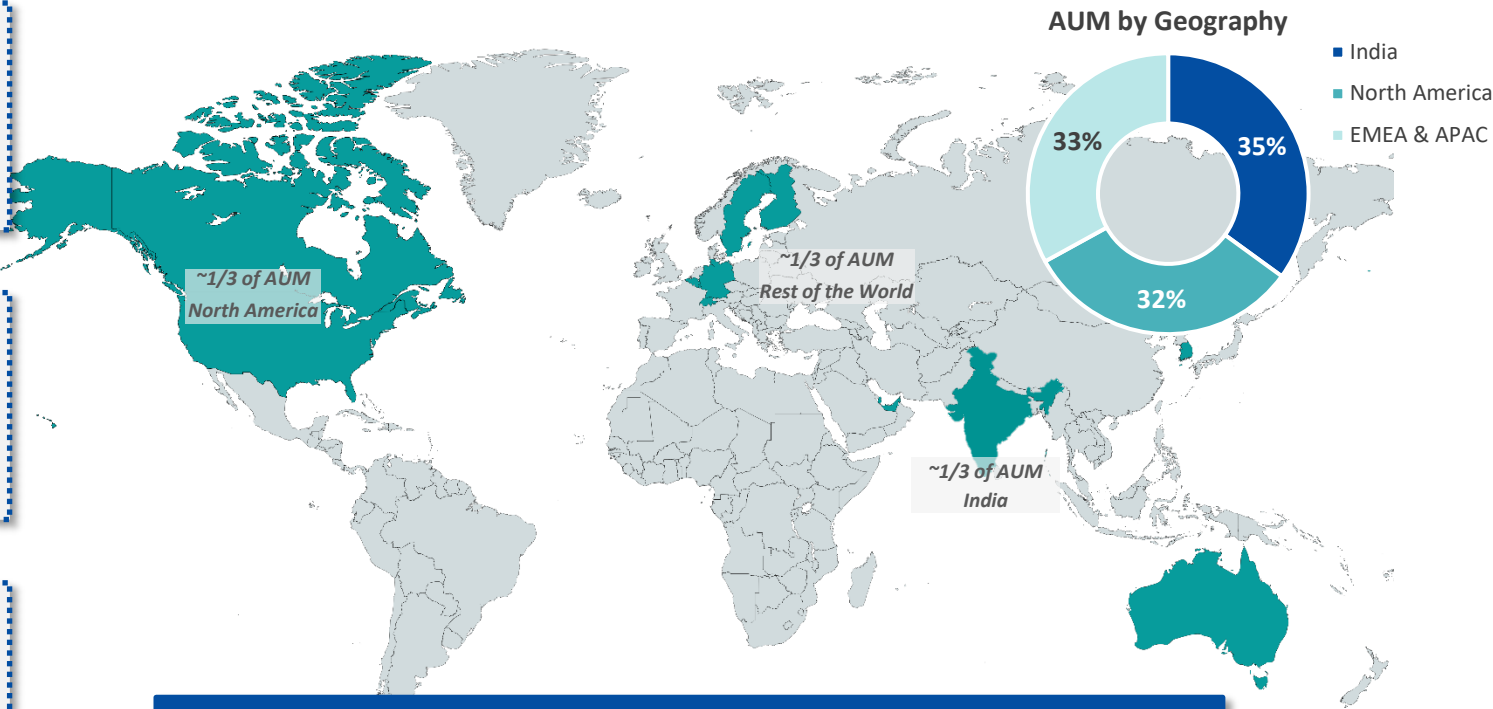 AUM by Geography
India
North America
EMEA & APAC
33%
35%
32%
~1/3 of AUM
North America
~1/3 of AUM
Rest of the World
~1/3 of AUM
India